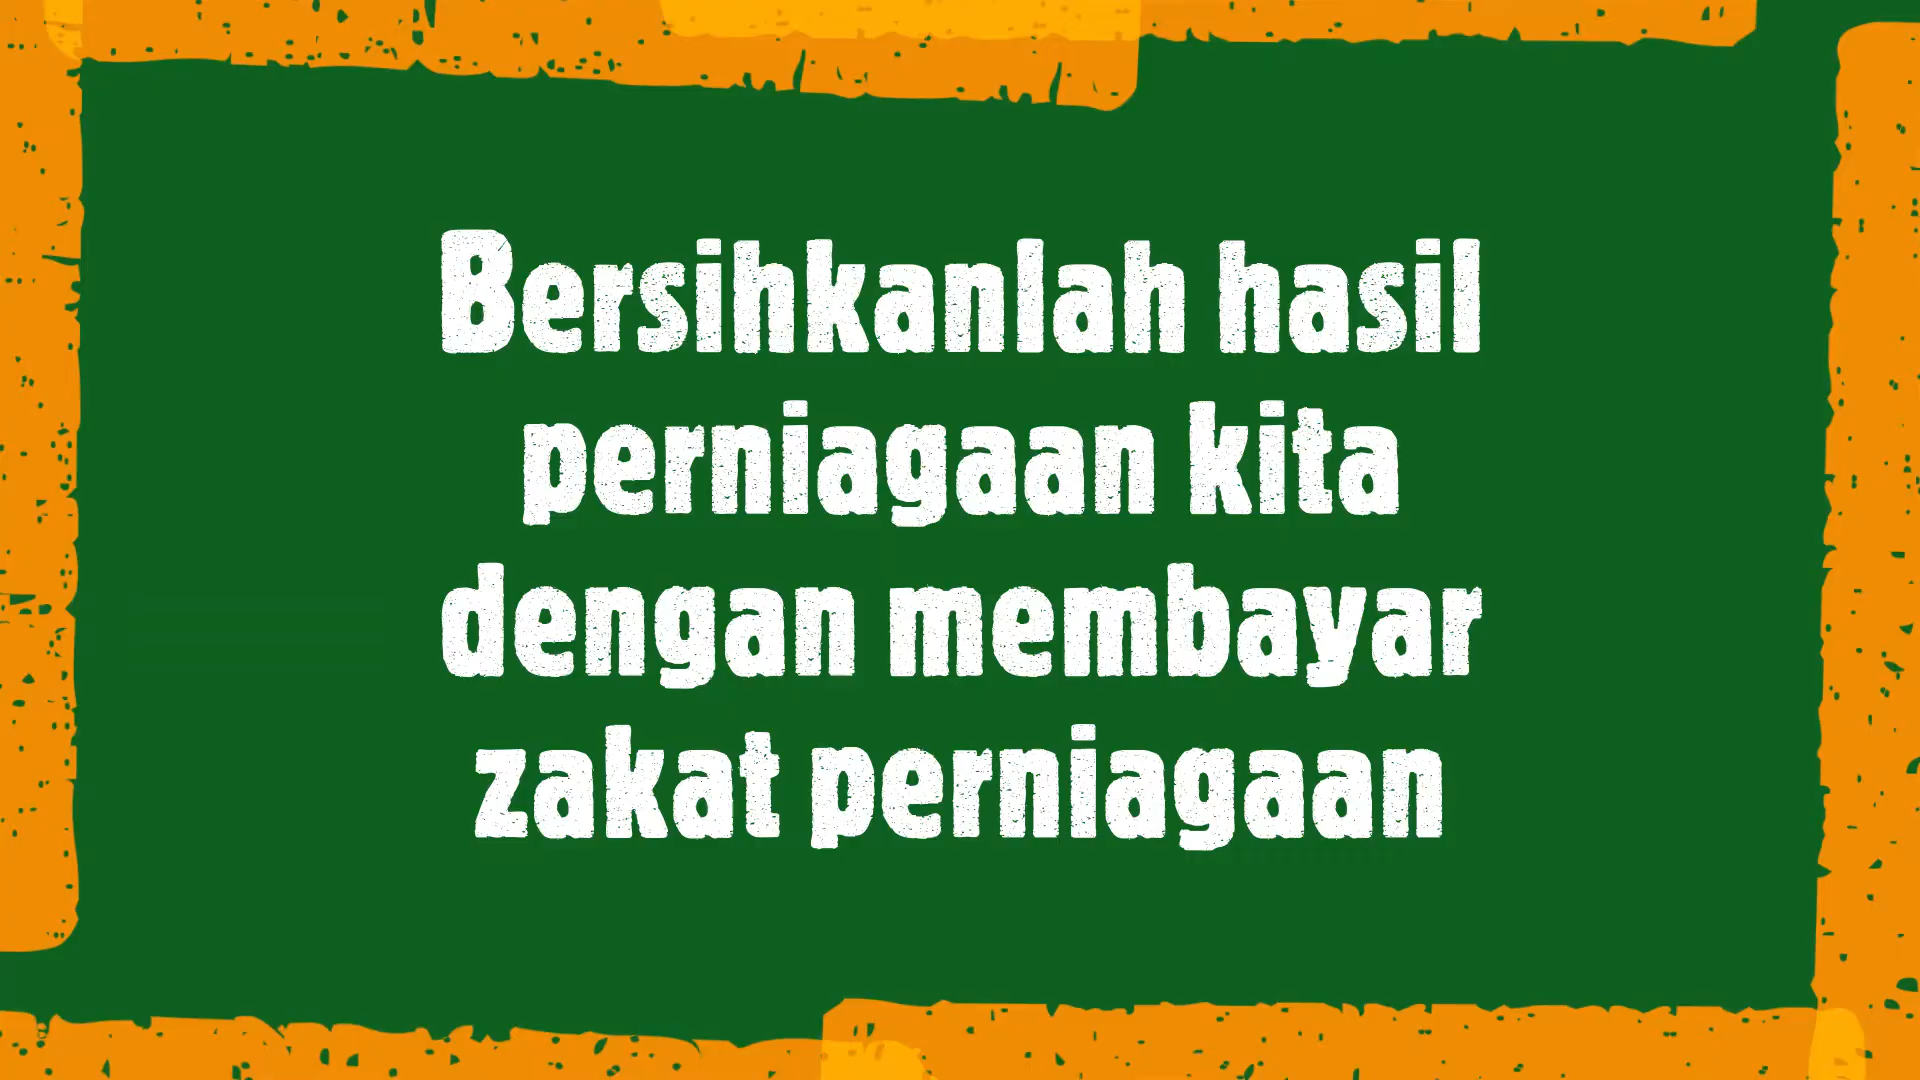 Bersihkanlah hasil
perniagaan kita
dengan membayar
zakat perniagaan